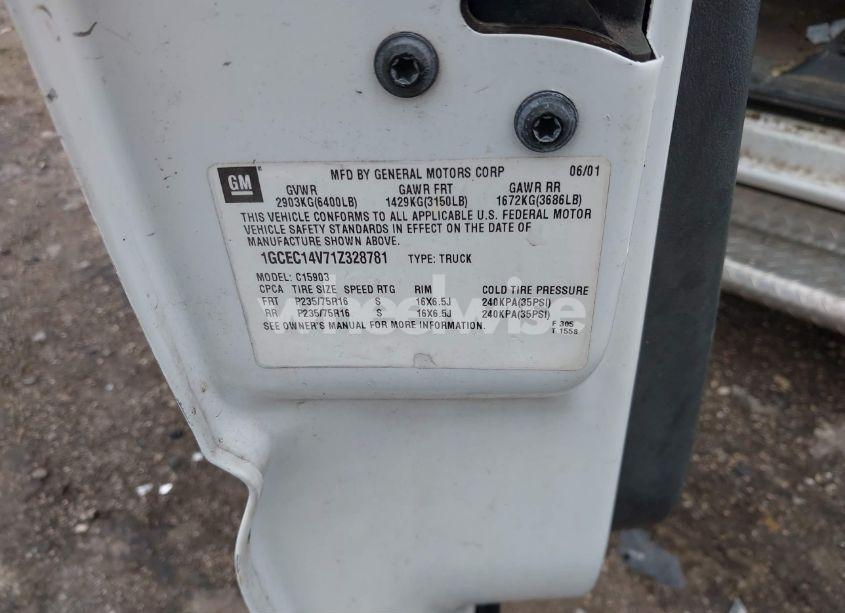 GM
MFD BY GENERAL MOTORS CORP 06/01
GVWR GAWR FRT GAWR RR
2903KG(6400LB) 1429KG(3150LB) 1672KG(3686LB)
THIS VEHICLE CONFORMS TO ALL APPLICABLE U.S. FEDERAL MOTOR
VEHICLE SAFETY STANDARDS IN EFFECT ON THE DATE OF
MANUFACTURE SHOWN ABOVE.
1GCEC14V71Z328781 TYPE: TRUCK
MODEL: C15903
CPCA TIRE SIZE SPEED RTG RIM COLD TIRE PRESSURE
FRT P235/75R16 S 16X6.5J 240KPA(35PSI)
RR P235/75R16 S 16X6.5J 240KPA(35PSI)
SEE OWNER'S MANUAL FOR MORE INFORMATION.
F 305
T 1558
wheelwise